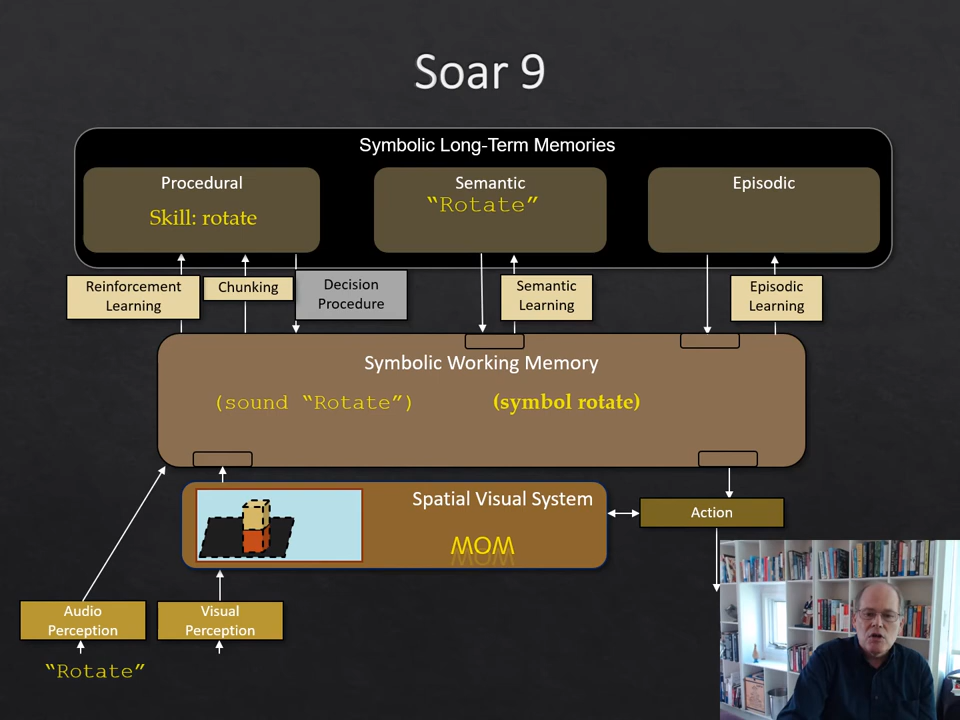 Soar 9
Symbolic Long-Term Memories
Procedural
Skill: rotate
Semantic
“Rotate”
Episodic
Reinforcement
Learning
Chunking
Decision
Procedure
Semantic
Learning
Episodic
Learning
Symbolic Working Memory
(sound “Rotate”)
(symbol rotate)
Spatial Visual System
WOM
Action
Audio
Perception
Visual
Perception
“Rotate”